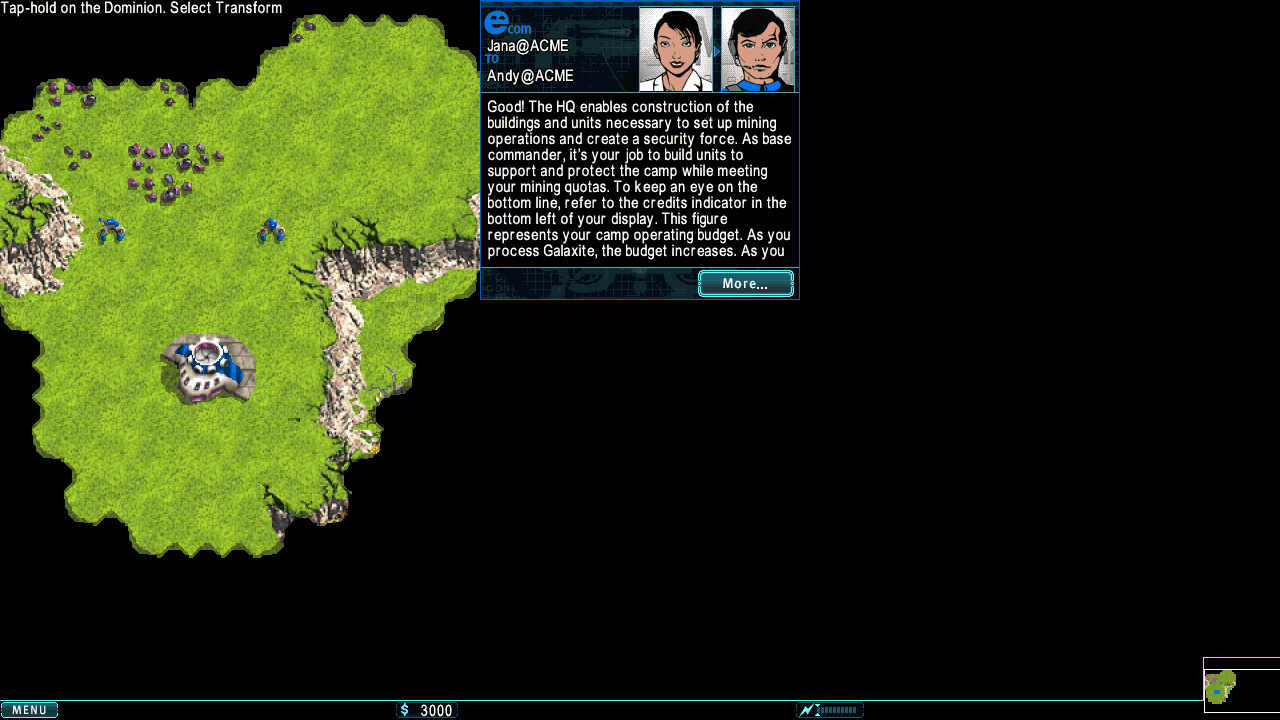 Tap-hold on the Dominion. Select Transform
ecom
Jana@ACME
TO
Andy@ACME
Good! The HQ enables construction of the
buildings and units necessary to set up mining
operations and create a security force. As base
commander, it's your job to build units to
support and protect the camp while meeting
your mining quotas. To keep an eye on the
bottom line, refer to the credits indicator in the
bottom left of your display. This figure
represents your camp operating budget. As you
process Galaxite, the budget increases. As you
More...
MENU
$ 3000